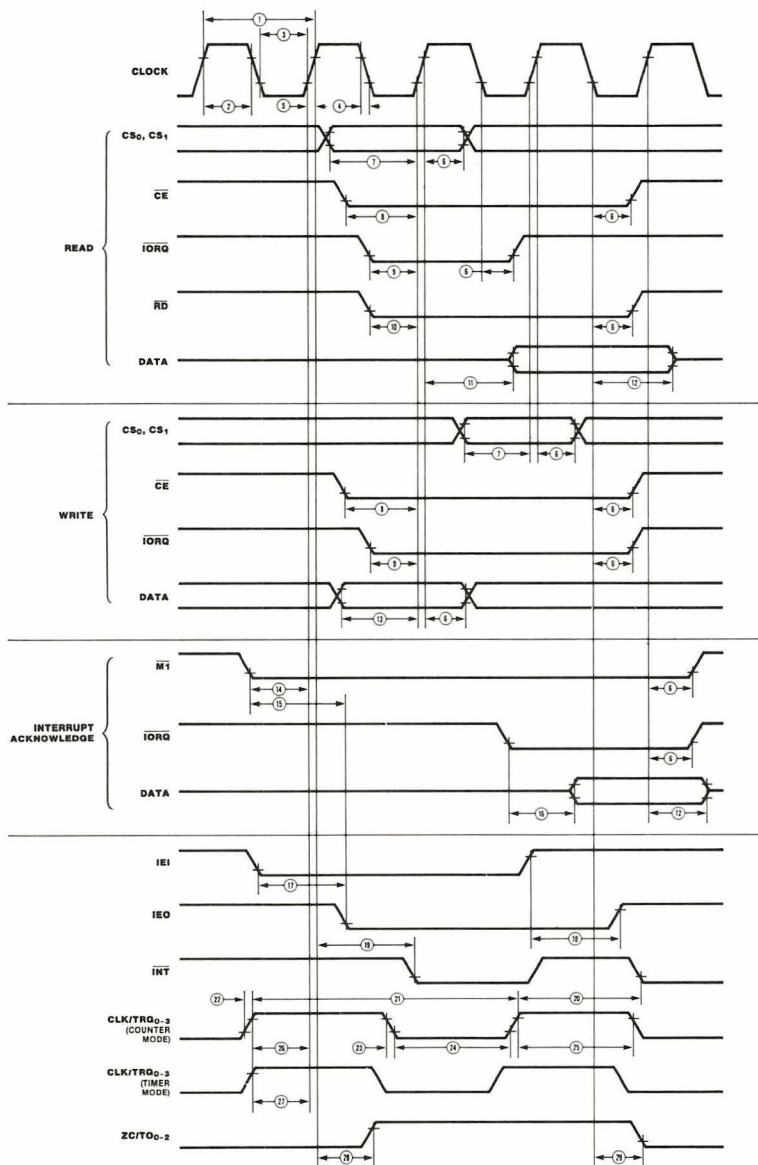 1
3
CLOCK
2
5
4
CS0, CS1
7
6
CE
8
6
READ
IORQ
9
6
RD
10
6
DATA
11
12
CS0, CS1
7
6
CE
8
6
WRITE
IORQ
9
6
DATA
13
6
M1
14
6
15
INTERRUPT
ACKNOWLEDGE
IORQ
6
DATA
16
12
IEI
17
IEO
18
19
INT
22
21
20
CLK/TRG0-3
(COUNTER
MODE)
26
23
24
25
CLK/TRG0-3
(TIMER
MODE)
27
ZC/TO0-2
28
29